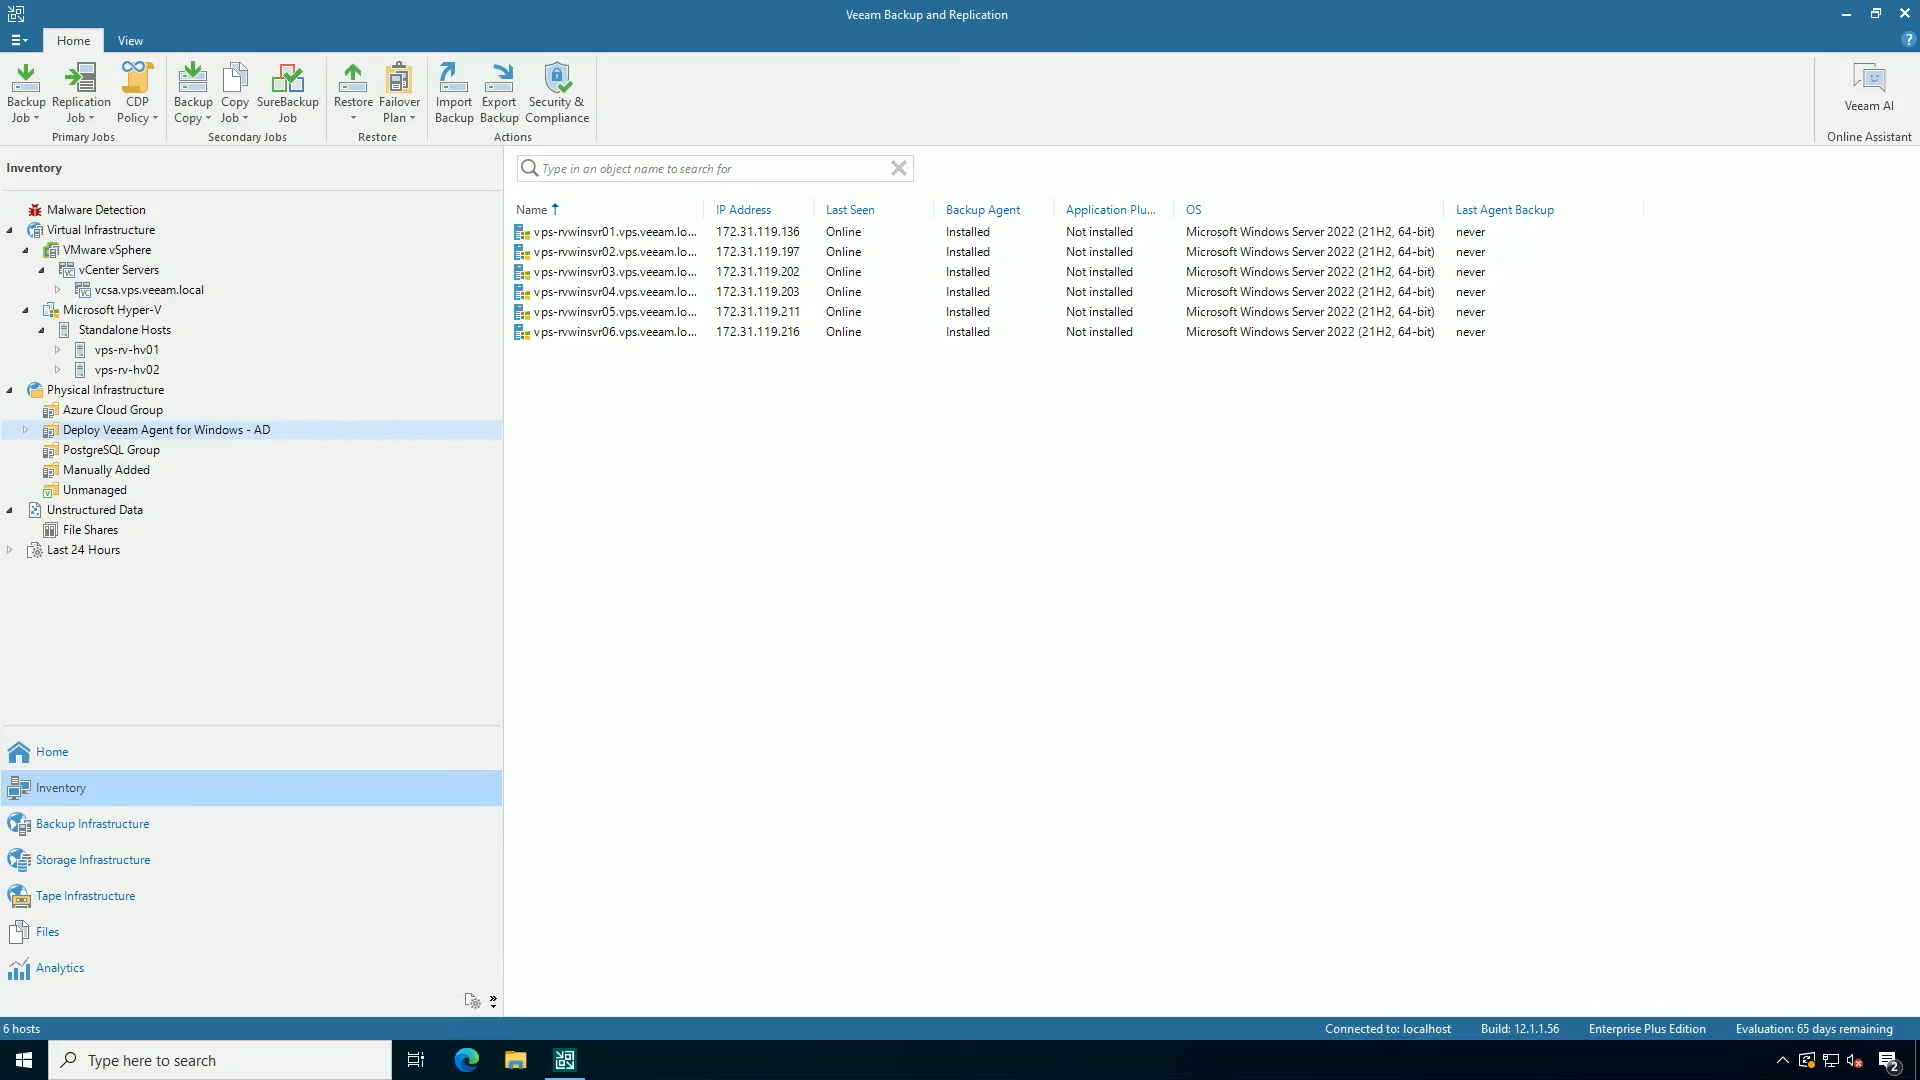 Veeam Backup and Replication
Home View
Backup Job Replication Job CDP Policy
Primary Jobs
Backup Copy Copy Job SureBackup Job
Secondary Jobs
Restore Failover Plan
Restore
Import Backup Export Backup Security & Compliance
Actions
Veeam AI
Online Assistant
Inventory
Malware Detection
Virtual Infrastructure
VMware vSphere
vCenter Servers
vcsa.vps.veeam.local
Microsoft Hyper-V
Standalone Hosts
vps-rv-hv01
vps-rv-hv02
Physical Infrastructure
Azure Cloud Group
Deploy Veeam Agent for Windows - AD
PostgreSQL Group
Manually Added
Unmanaged
Unstructured Data
File Shares
Last 24 Hours
Home
Inventory
Backup Infrastructure
Storage Infrastructure
Tape Infrastructure
Files
Analytics
Type in an object name to search for
Name IP Address Last Seen Backup Agent Application Plu... OS Last Agent Backup
vps-rvwinsvr01.vps.veeam.lo... 172.31.119.136 Online Installed Not installed Microsoft Windows Server 2022 (21H2, 64-bit) never
vps-rvwinsvr02.vps.veeam.lo... 172.31.119.197 Online Installed Not installed Microsoft Windows Server 2022 (21H2, 64-bit) never
vps-rvwinsvr03.vps.veeam.lo... 172.31.119.202 Online Installed Not installed Microsoft Windows Server 2022 (21H2, 64-bit) never
vps-rvwinsvr04.vps.veeam.lo... 172.31.119.203 Online Installed Not installed Microsoft Windows Server 2022 (21H2, 64-bit) never
vps-rvwinsvr05.vps.veeam.lo... 172.31.119.211 Online Installed Not installed Microsoft Windows Server 2022 (21H2, 64-bit) never
vps-rvwinsvr06.vps.veeam.lo... 172.31.119.216 Online Installed Not installed Microsoft Windows Server 2022 (21H2, 64-bit) never
6 hosts Connected to: localhost Build: 12.1.1.56 Enterprise Plus Edition Evaluation: 65 days remaining
Type here to search 2